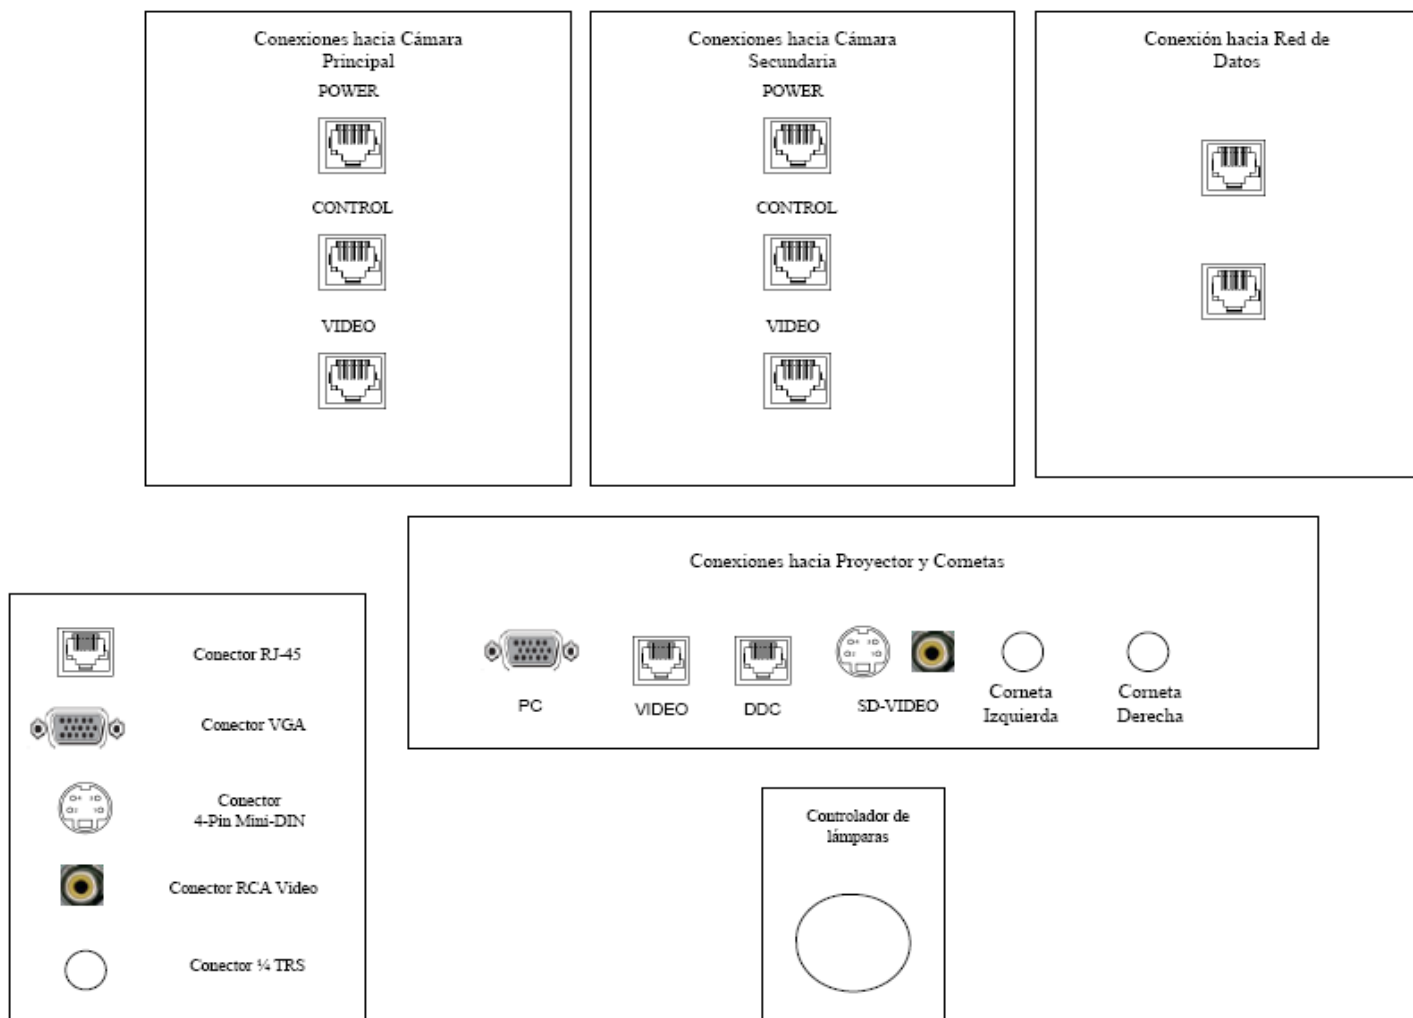 Conexiones hacia Cámara
Principal
POWER
CONTROL
VIDEO
Conexiones hacia Cámara
Secundaria
POWER
CONTROL
VIDEO
Conexión hacia Red de
Datos
Conexiones hacia Proyector y Cornetas
PC
VIDEO
DDC
SD-VIDEO
Corneta
Izquierda
Corneta
Derecha
Conector RJ-45
Conector VGA
Conector
4-Pin Mini-DIN
Conector RCA Video
Conector ¼ TRS
Controlador de
lámparas